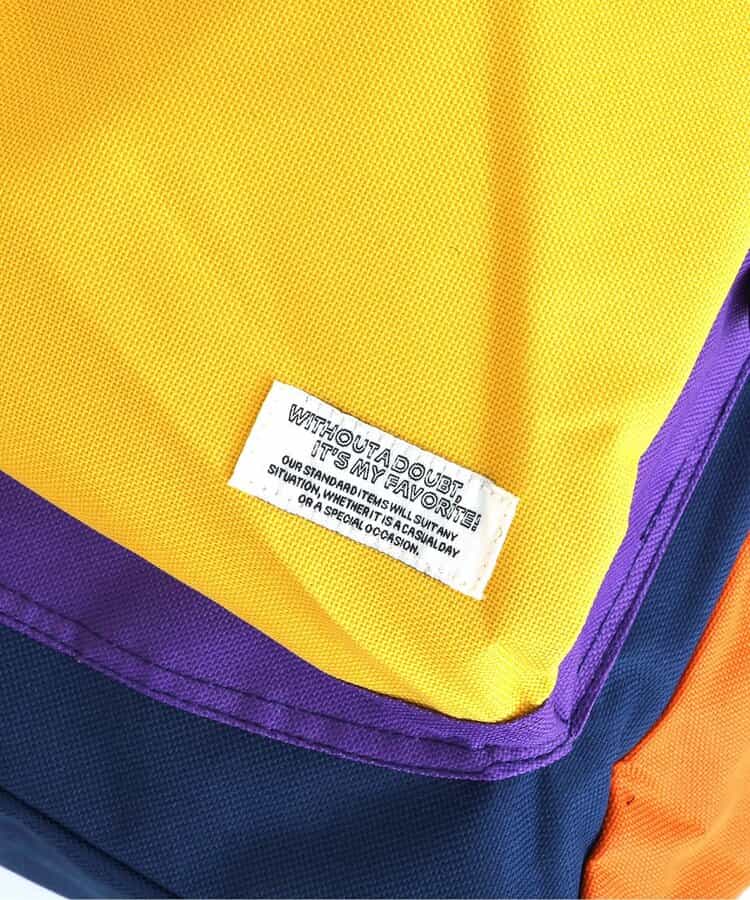 WITHOUT A DOUBT,
IT'S MY FAVORITE!
OUR STANDARD ITEMS WILL SUIT ANY
SITUATION, WHETHER IT IS A CASUAL DAY
OR A SPECIAL OCCASION.